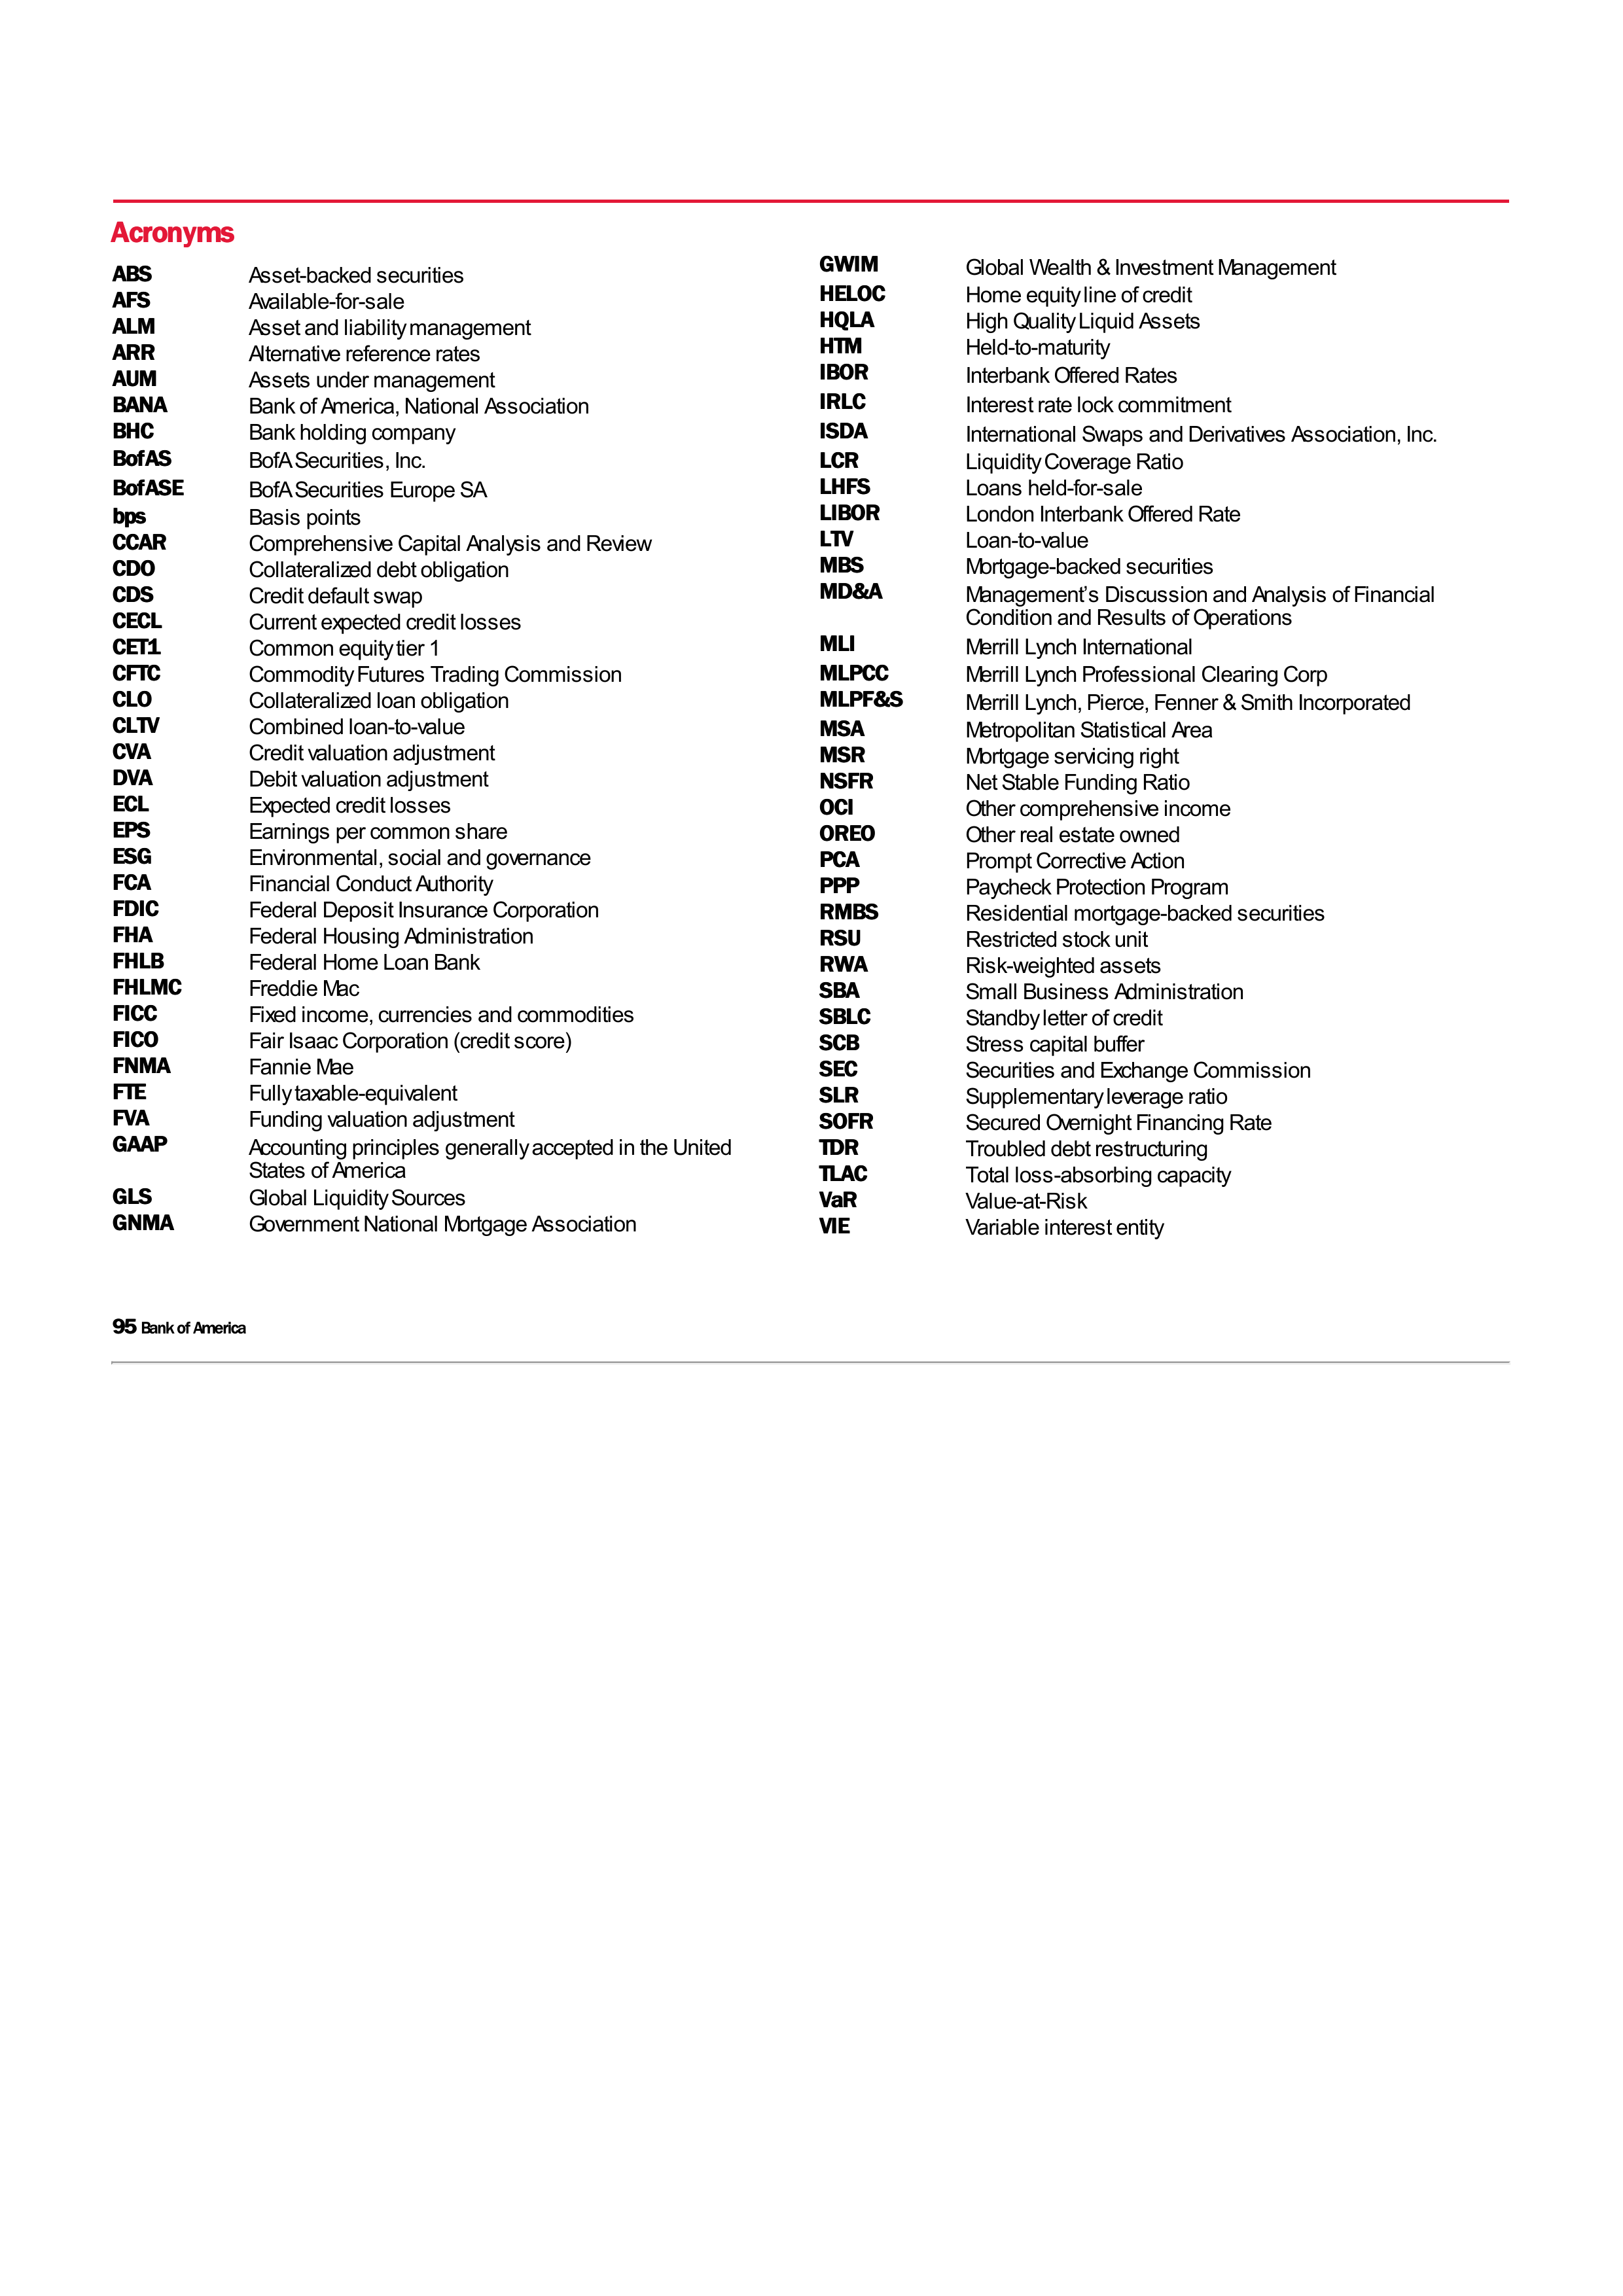 Acronyms
ABS Asset-backed securities
AFS Available-for-sale
ALM Asset and liability management
ARR Alternative reference rates
AUM Assets under management
BANA Bank of America, National Association
BHC Bank holding company
BofAS BofA Securities, Inc.
BofASE BofA Securities Europe SA
bps Basis points
CCAR Comprehensive Capital Analysis and Review
CDO Collateralized debt obligation
CDS Credit default swap
CECL Current expected credit losses
CET1 Common equity tier 1
CFTC Commodity Futures Trading Commission
CLO Collateralized loan obligation
CLTV Combined loan-to-value
CVA Credit valuation adjustment
DVA Debit valuation adjustment
ECL Expected credit losses
EPS Earnings per common share
ESG Environmental, social and governance
FCA Financial Conduct Authority
FDIC Federal Deposit Insurance Corporation
FHA Federal Housing Administration
FHLB Federal Home Loan Bank
FHLMC Freddie Mac
FICC Fixed income, currencies and commodities
FICO Fair Isaac Corporation (credit score)
FNMA Fannie Mae
FTE Fully taxable-equivalent
FVA Funding valuation adjustment
GAAP Accounting principles generally accepted in the United
States of America
GLS Global Liquidity Sources
GNMA Government National Mortgage Association
GWIM Global Wealth & Investment Management
HELOC Home equity line of credit
HQLA High Quality Liquid Assets
HTM Held-to-maturity
IBOR Interbank Offered Rates
IRLC Interest rate lock commitment
ISDA International Swaps and Derivatives Association, Inc.
LCR Liquidity Coverage Ratio
LHFS Loans held-for-sale
LIBOR London Interbank Offered Rate
LTV Loan-to-value
MBS Mortgage-backed securities
MD&A Management’s Discussion and Analysis of Financial
Condition and Results of Operations
MLI Merrill Lynch International
MLPCC Merrill Lynch Professional Clearing Corp
MLPF&S Merrill Lynch, Pierce, Fenner & Smith Incorporated
MSA Metropolitan Statistical Area
MSR Mortgage servicing right
NSFR Net Stable Funding Ratio
OCI Other comprehensive income
OREO Other real estate owned
PCA Prompt Corrective Action
PPP Paycheck Protection Program
RMBS Residential mortgage-backed securities
RSU Restricted stock unit
RWA Risk-weighted assets
SBA Small Business Administration
SBLC Standby letter of credit
SCB Stress capital buffer
SEC Securities and Exchange Commission
SLR Supplementary leverage ratio
SOFR Secured Overnight Financing Rate
TDR Troubled debt restructuring
TLAC Total loss-absorbing capacity
VaR Value-at-Risk
VIE Variable interest entity
95 Bank of America